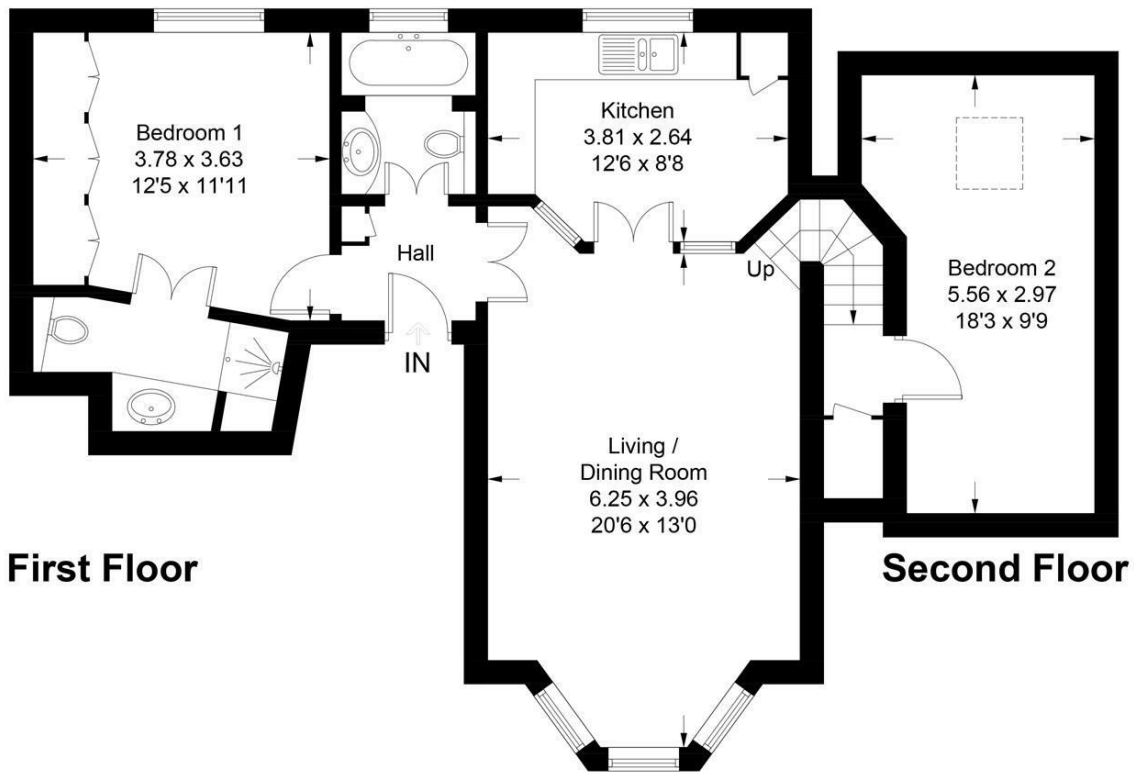 Bedroom 1
3.78 x 3.63
12'5 x 11'11
Kitchen
3.81 x 2.64
12'6 x 8'8
Hall
IN
Up
Bedroom 2
5.56 x 2.97
18'3 x 9'9
Living /
Dining Room
6.25 x 3.96
20'6 x 13'0
First Floor
Second Floor